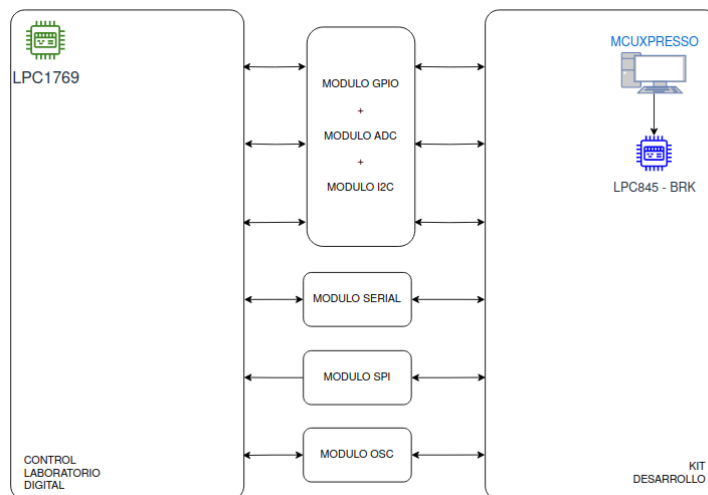 LPC1769
MODULO GPIO
+
MODULO ADC
+
MODULO I2C
MODULO SERIAL
MODULO SPI
MODULO OSC
CONTROL
LABORATORIO
DIGITAL
MCUXPRESSO
LPC845 - BRK
KIT
DESARROLLO